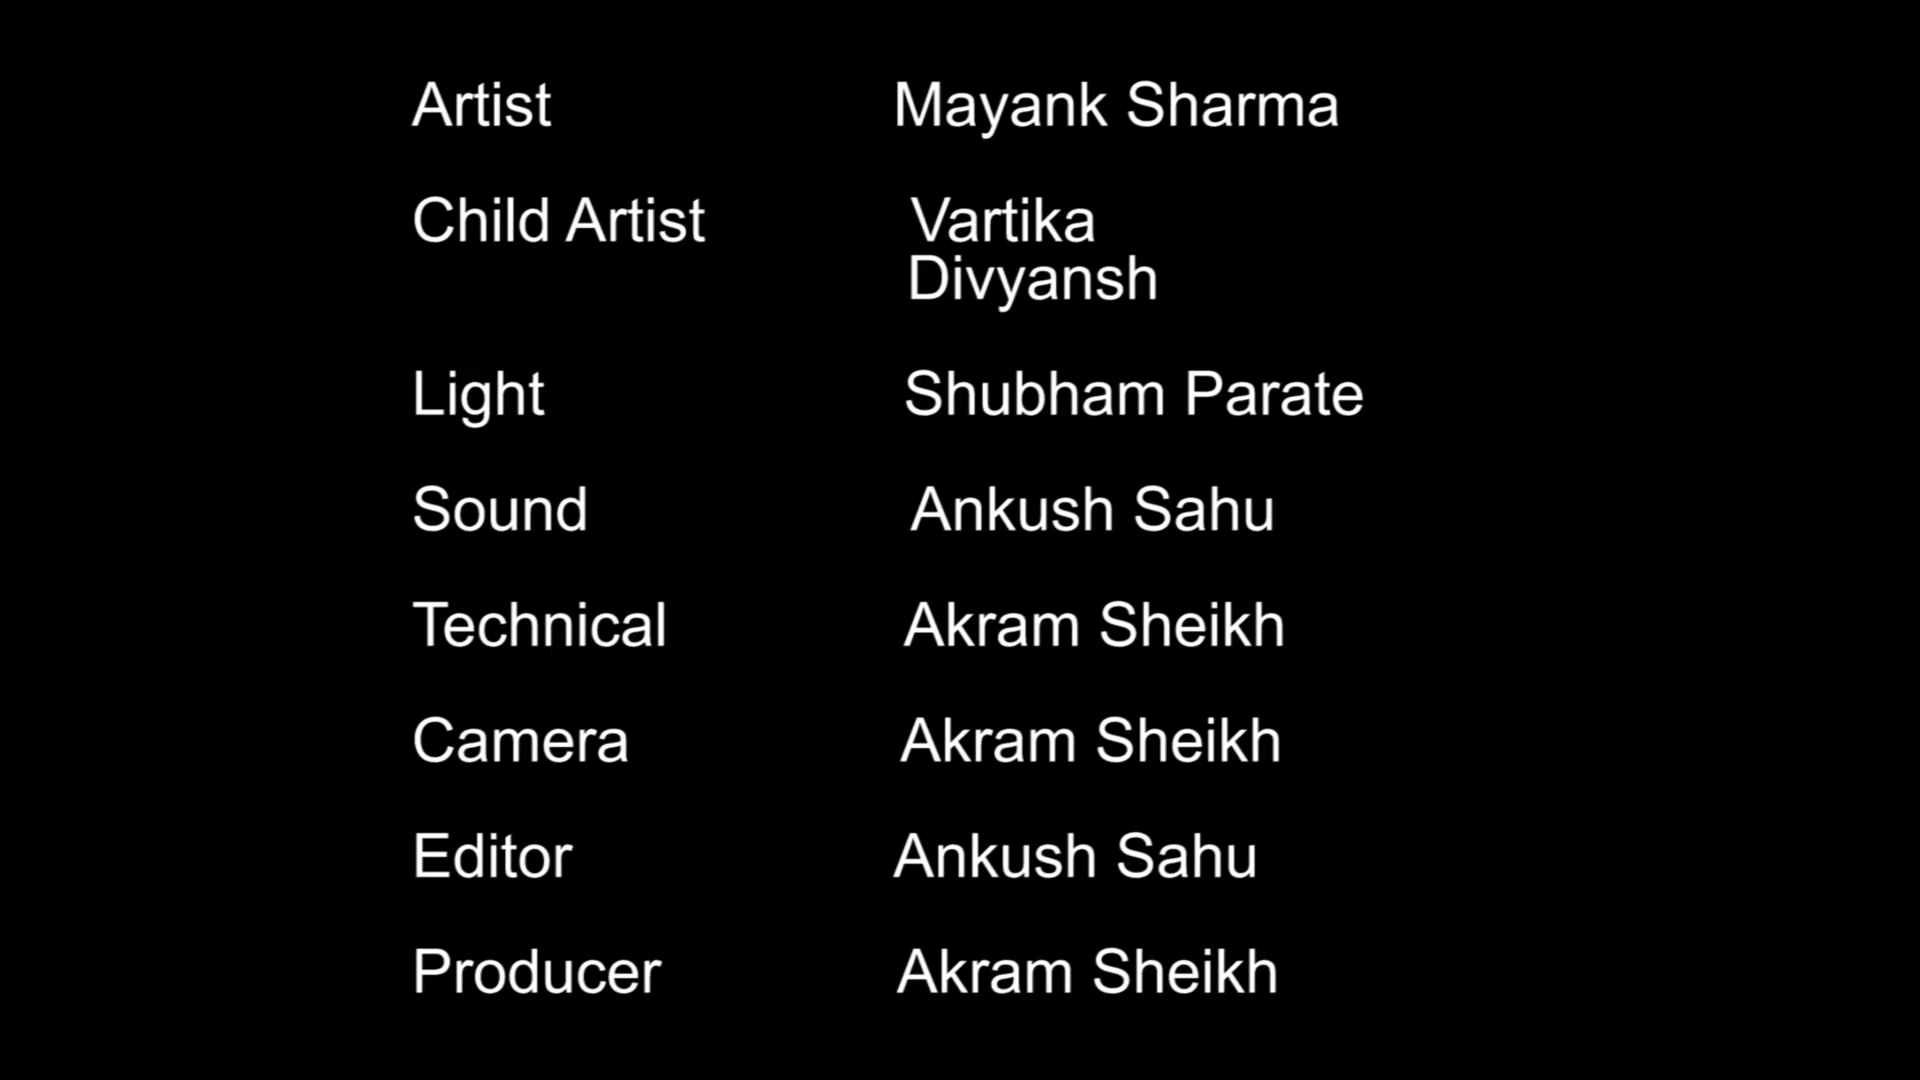 Artist Mayank Sharma
Child Artist Vartika
Divyansh
Light Shubham Parate
Sound Ankush Sahu
Technical Akram Sheikh
Camera Akram Sheikh
Editor Ankush Sahu
Producer Akram Sheikh